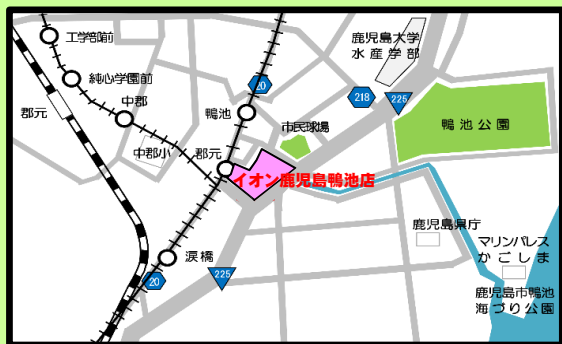 工学部前
純心学園前
中郡
郡元
中郡小
郡元
鴨池
20
市民球場
鹿児島大学
水産学部
218
225
鴨池公園
イオン鹿児島鴨池店
涙橋
20
225
鹿児島県庁
マリンパレス
かごしま
鹿児島市鴨池
海づり公園